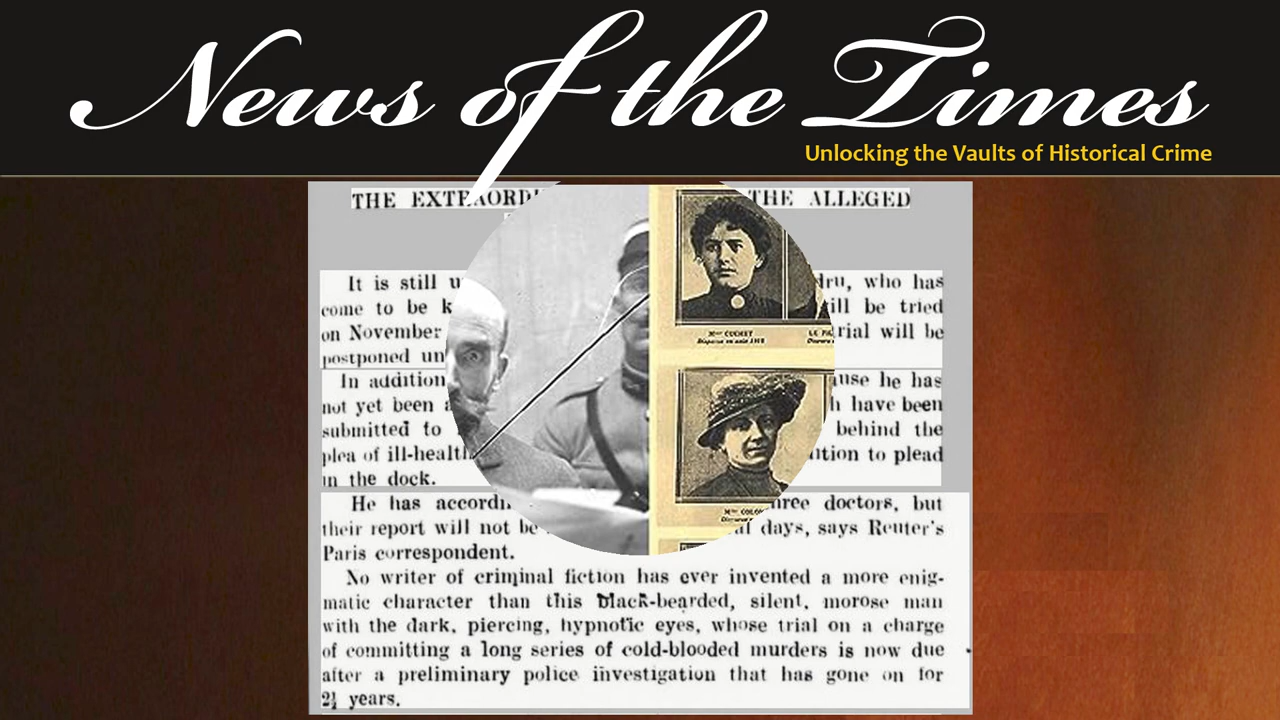 News of the Times
Unlocking the Vaults of Historical Crime
THE EXTRAORD THE ALLEGED
It is still u dru, who has
come to be k ill be tried
on November rial will be
postponed un
In addition ause he has
not yet been have been
submitted to behind the
plea of ill-health ution to plead
in the dock.
He has accordi hree doctors, but
their report will not be days, says Reuter's
Paris correspondent.
No writer of criminal fiction has ever invented a more enig-
matic character than this black-bearded, silent, morose man
with the dark, piercing, hypnotic eyes, whose trial on a charge
of committing a long series of cold-blooded murders is now due
after a preliminary police investigation that has gone on for
2½ years.
Mme CUCHET